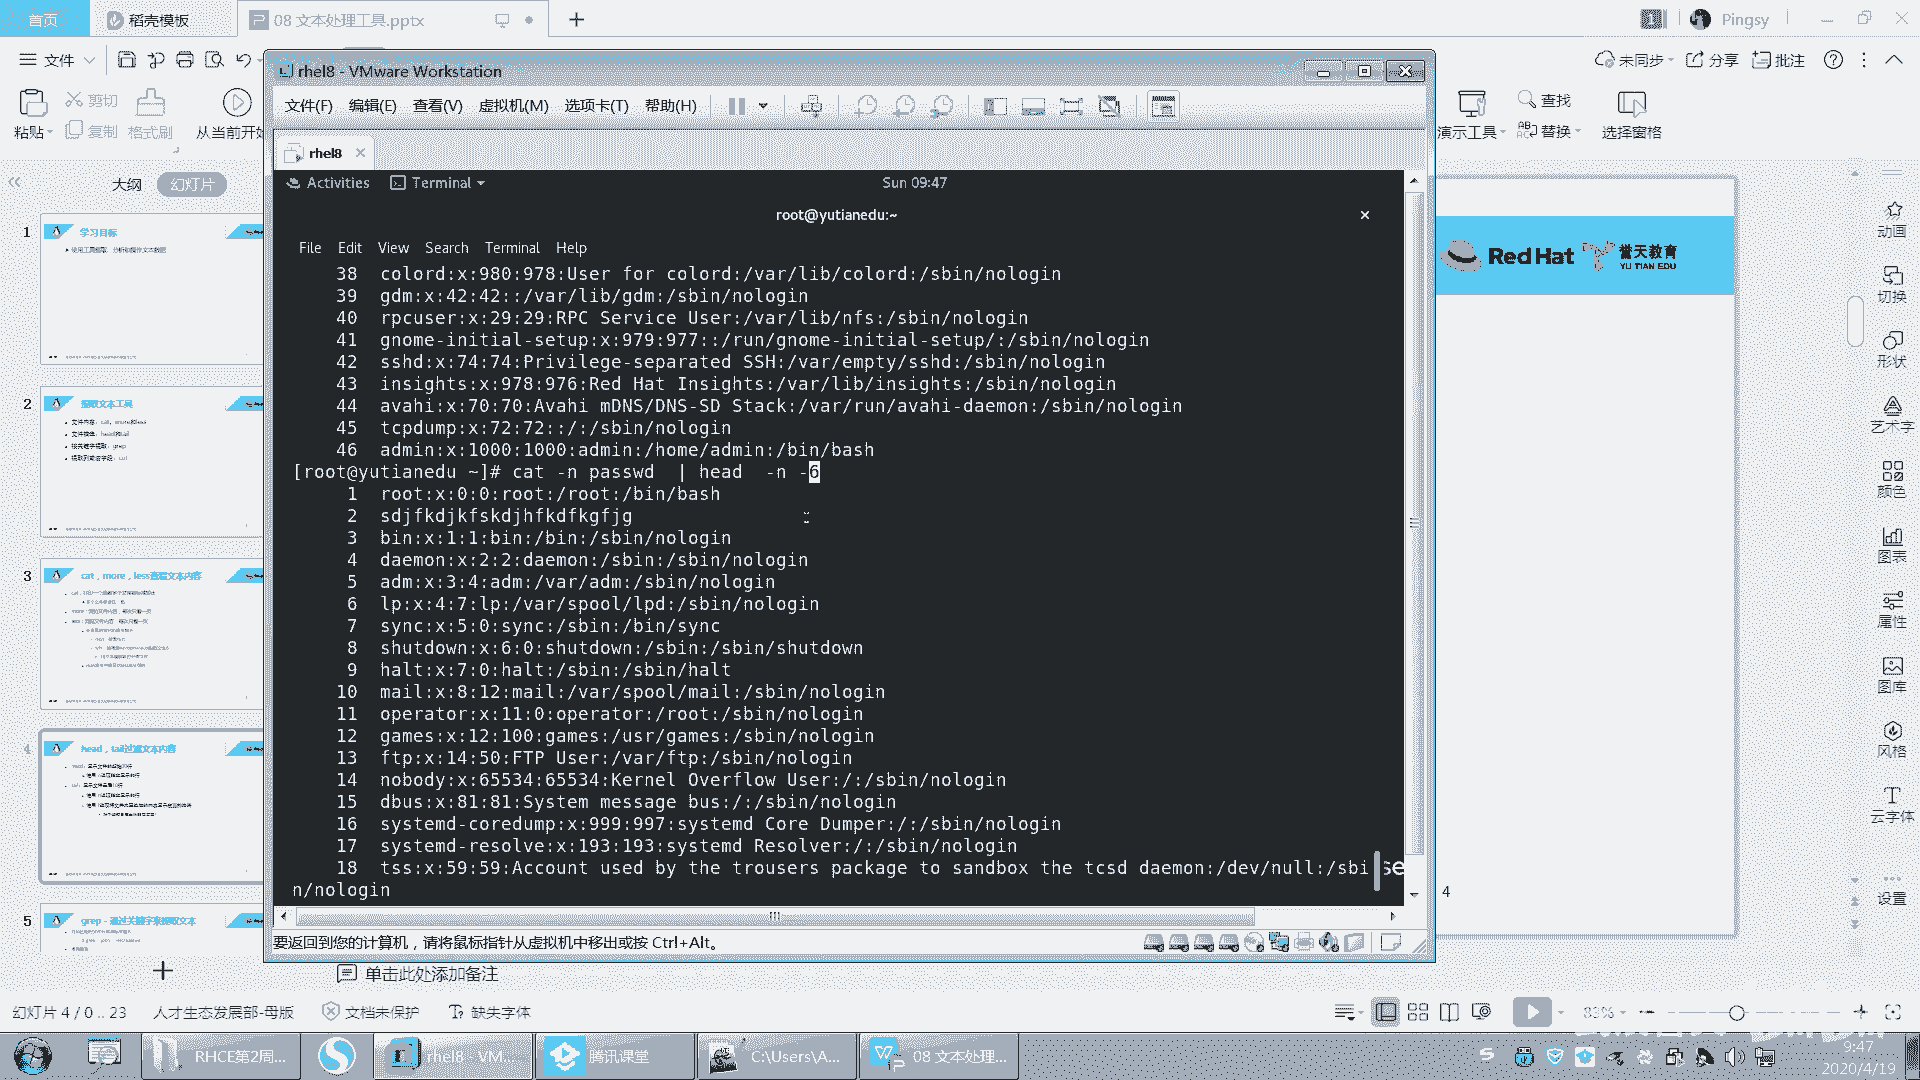 首页
稻壳模板
08 文本处理工具.pptx
Pingsy
文件
未同步
分享
批注
粘贴
剪切
复制
格式刷
从当前开始
演示工具
查找
替换
选择窗格
大纲
幻灯片
1
学习目标
2
提取文本工具
3
cat，more，less查看文本内容
4
head，tail过滤文本内容
5
grep - 通过关键字来提取文本
rhel8 - VMware Workstation
文件(F) 编辑(E) 查看(V) 虚拟机(M) 选项卡(T) 帮助(H)
rhel8
Activities Terminal Sun 09:47
root@yutianedu:~
File Edit View Search Terminal Help
38 colord:x:980:978:User for colord:/var/lib/colord:/sbin/nologin
39 gdm:x:42:42::/var/lib/gdm:/sbin/nologin
40 rpcuser:x:29:29:RPC Service User:/var/lib/nfs:/sbin/nologin
41 gnome-initial-setup:x:979:977::/run/gnome-initial-setup/:/sbin/nologin
42 sshd:x:74:74:Privilege-separated SSH:/var/empty/sshd:/sbin/nologin
43 insights:x:978:976:Red Hat Insights:/var/lib/insights:/sbin/nologin
44 avahi:x:70:70:Avahi mDNS/DNS-SD Stack:/var/run/avahi-daemon:/sbin/nologin
45 tcpdump:x:72:72::/:/sbin/nologin
46 admin:x:1000:1000:admin:/home/admin:/bin/bash
[root@yutianedu ~]# cat -n passwd | head -n -6
1 root:x:0:0:root:/root:/bin/bash
2 sdjfkdjkfskdjhfkdfkgfjg
3 bin:x:1:1:bin:/bin:/sbin/nologin
4 daemon:x:2:2:daemon:/sbin:/sbin/nologin
5 adm:x:3:4:adm:/var/adm:/sbin/nologin
6 lp:x:4:7:lp:/var/spool/lpd:/sbin/nologin
7 sync:x:5:0:sync:/sbin:/bin/sync
8 shutdown:x:6:0:shutdown:/sbin:/sbin/shutdown
9 halt:x:7:0:halt:/sbin:/sbin/halt
10 mail:x:8:12:mail:/var/spool/mail:/sbin/nologin
11 operator:x:11:0:operator:/root:/sbin/nologin
12 games:x:12:100:games:/usr/games:/sbin/nologin
13 ftp:x:14:50:FTP User:/var/ftp:/sbin/nologin
14 nobody:x:65534:65534:Kernel Overflow User:/:/sbin/nologin
15 dbus:x:81:81:System message bus:/:/sbin/nologin
16 systemd-coredump:x:999:997:systemd Core Dumper:/:/sbin/nologin
17 systemd-resolve:x:193:193:systemd Resolver:/:/sbin/nologin
18 tss:x:59:59:Account used by the trousers package to sandbox the tcsd daemon:/dev/null:/sbi
n/nologin
se
要返回到您的计算机，请将鼠标指针从虚拟机中移出或按 Ctrl+Alt。
Red Hat
誉天教育
YU TIAN EDU
4
动画
切换
形状
艺术字
颜色
图表
属性
图库
风格
云字体
设置
单击此处添加备注
幻灯片 4 / 0 .. 23
人才生态发展部-母版
文档未保护
缺失字体
83%
RHCE第2周...
rhel8 - VM...
腾讯课堂
C:\Users\A...
08 文本处理...
9:47
2020/4/19